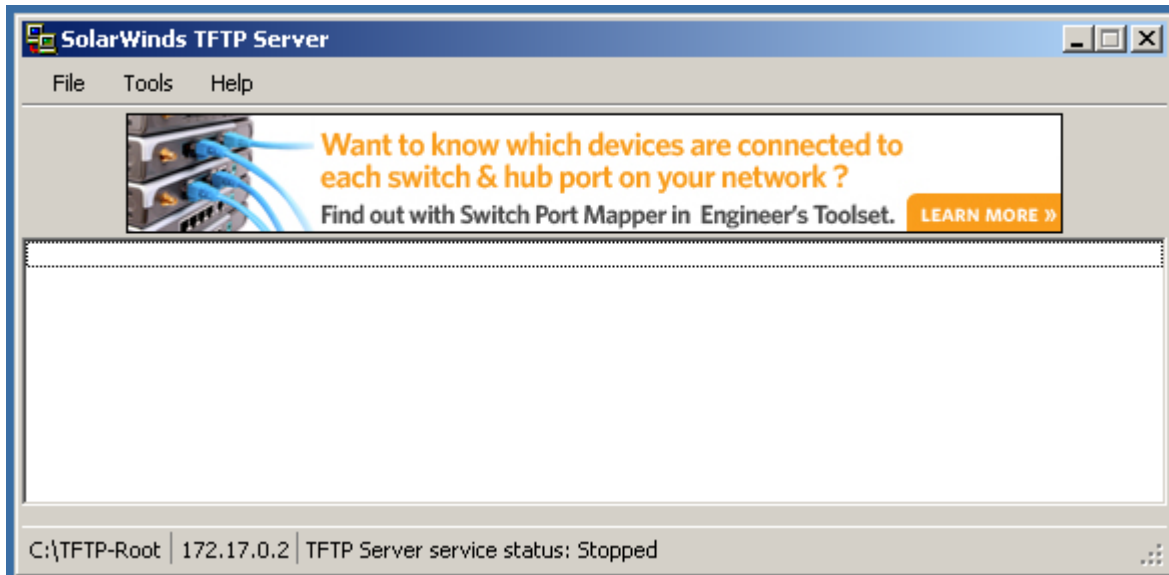 SolarWinds TFTP Server
File Tools Help
Want to know which devices are connected to
each switch & hub port on your network ?
Find out with Switch Port Mapper in Engineer's Toolset. LEARN MORE »
C:\TFTP-Root 172.17.0.2 TFTP Server service status: Stopped